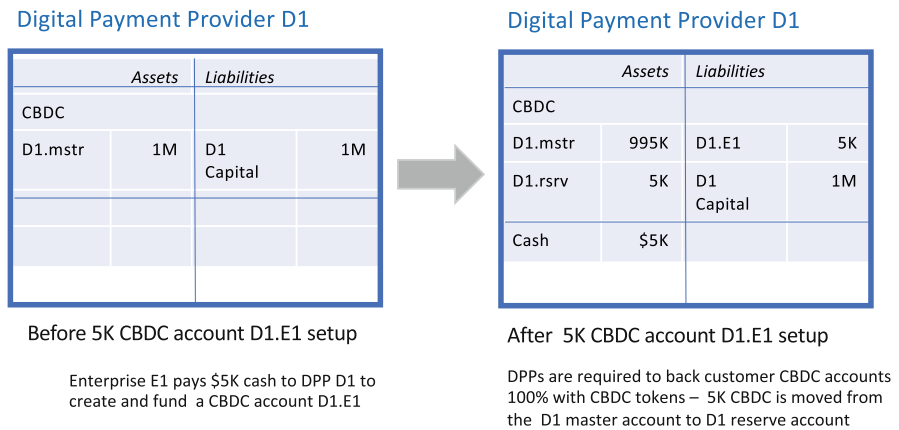 Digital Payment Provider D1
Assets Liabilities
CBDC
D1.mstr 1M D1 1M
Capital
Before 5K CBDC account D1.E1 setup
Enterprise E1 pays $5K cash to DPP D1 to
create and fund a CBDC account D1.E1
Digital Payment Provider D1
Assets Liabilities
CBDC
D1.mstr 995K D1.E1 5K
D1.rsrv 5K D1 1M
Capital
Cash $5K
After 5K CBDC account D1.E1 setup
DPPs are required to back customer CBDC accounts
100% with CBDC tokens – 5K CBDC is moved from
the D1 master account to D1 reserve account